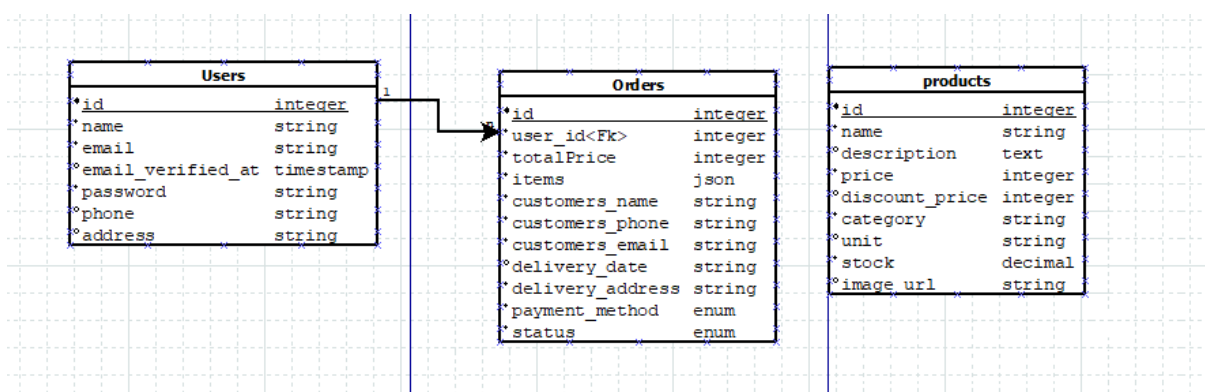 Users
id integer
name string
email string
email_verified_at timestamp
password string
phone string
address string
1
Orders
id integer
user_id<Fk> integer
totalPrice integer
items json
customers_name string
customers_phone string
customers_email string
delivery_date string
delivery_address string
payment_method enum
status enum
products
id integer
name string
description text
price integer
discount_price integer
category string
unit string
stock decimal
image_url string